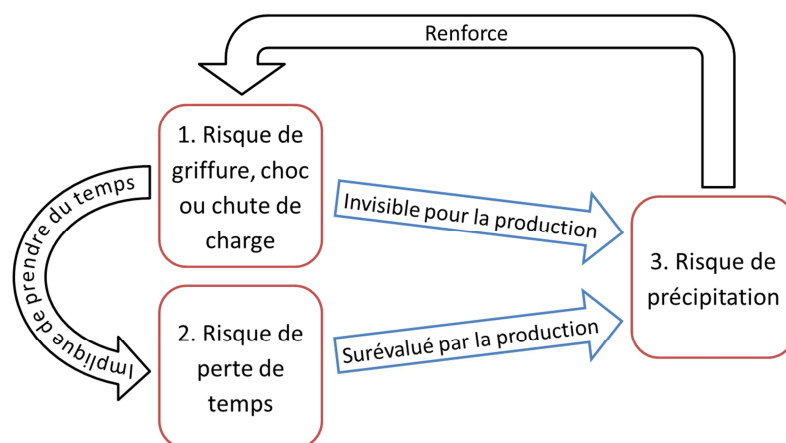 Renforce
1. Risque de
griffure, choc
ou chute de
charge
Implique de prendre du temps
Invisible pour la production
3. Risque de
précipitation
2. Risque de
perte de
temps
Surévalué par la production